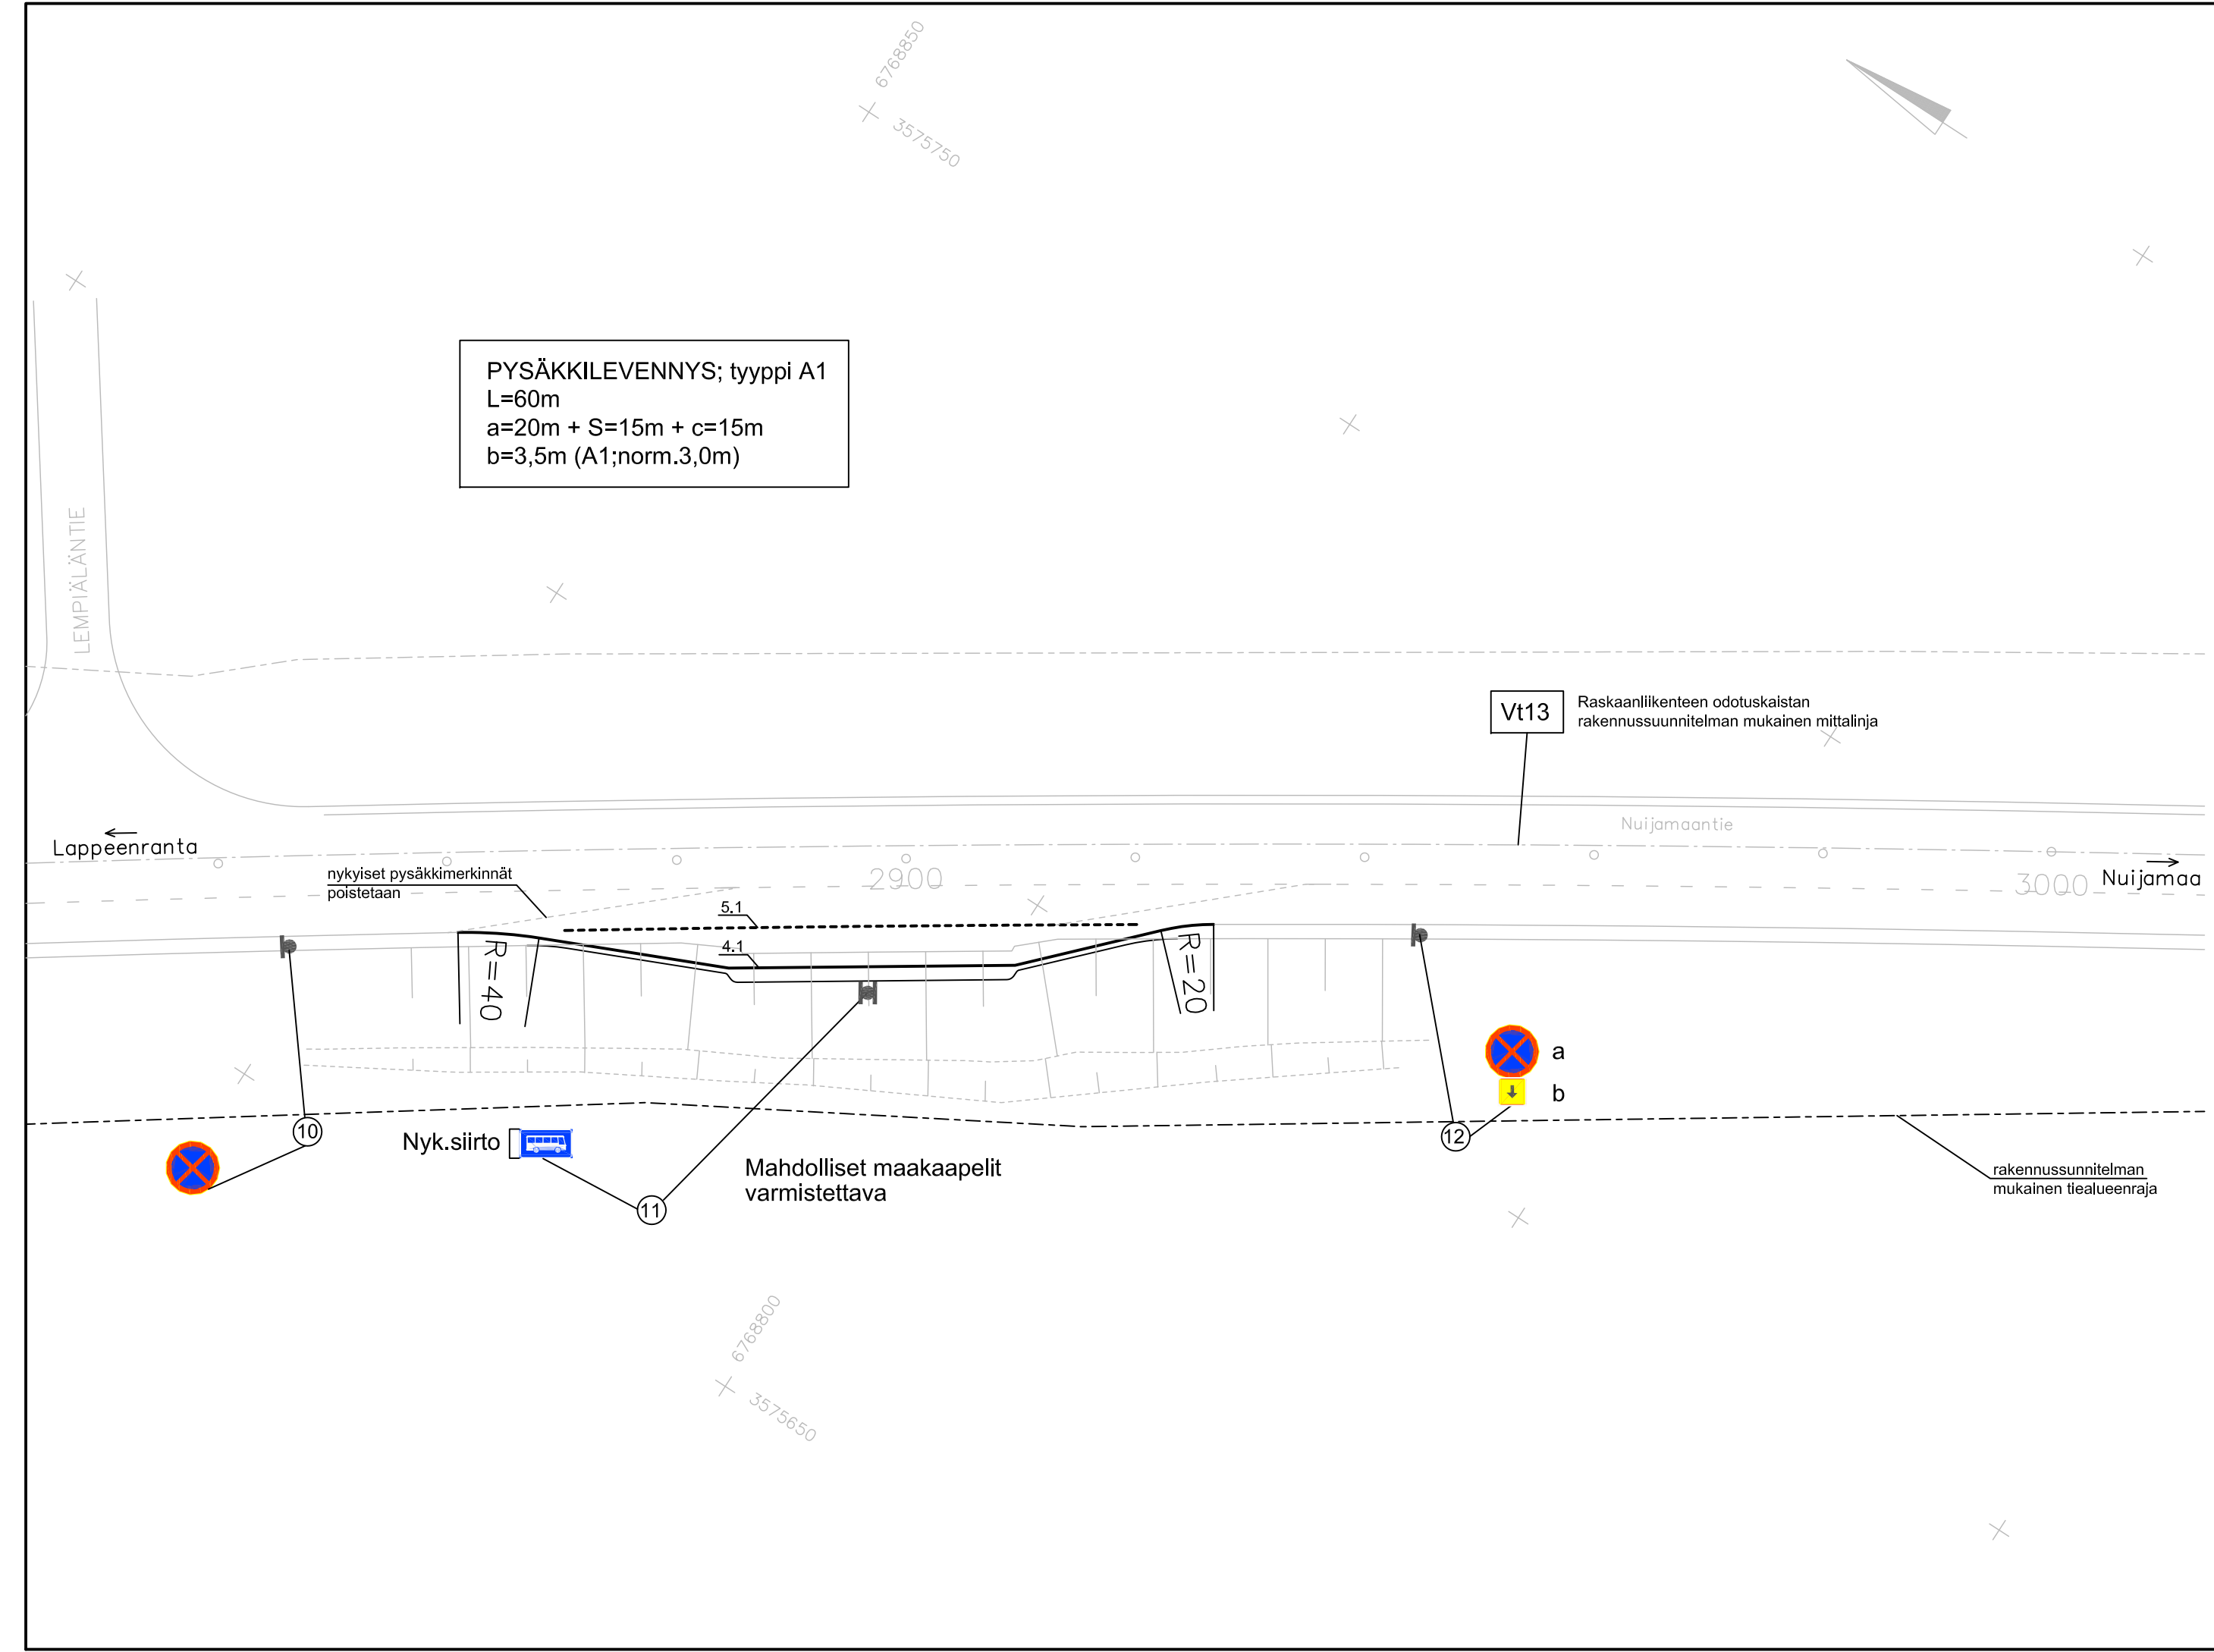 6768850
3575750
PYSÄKKILEVENNYS; tyyppi A1
L=60m
a=20m + S=15m + c=15m
b=3,5m (A1;norm.3,0m)
LEMPIÄLÄNTIE
Vt13
Raskaanliikenteen odotuskaistan
rakennussuunnitelman mukainen mittalinja
Nuijamaantie
Lappeenranta
nykyiset pysäkkimerkinnät
poistetaan
2900
3000
Nuijamaa
5.1
4.1
R=40
R=20
a
b
10
Nyk.siirto
11
12
Mahdolliset maakaapelit
varmistettava
rakennussunnitelman
mukainen tiealueenraja
6768800
3575650